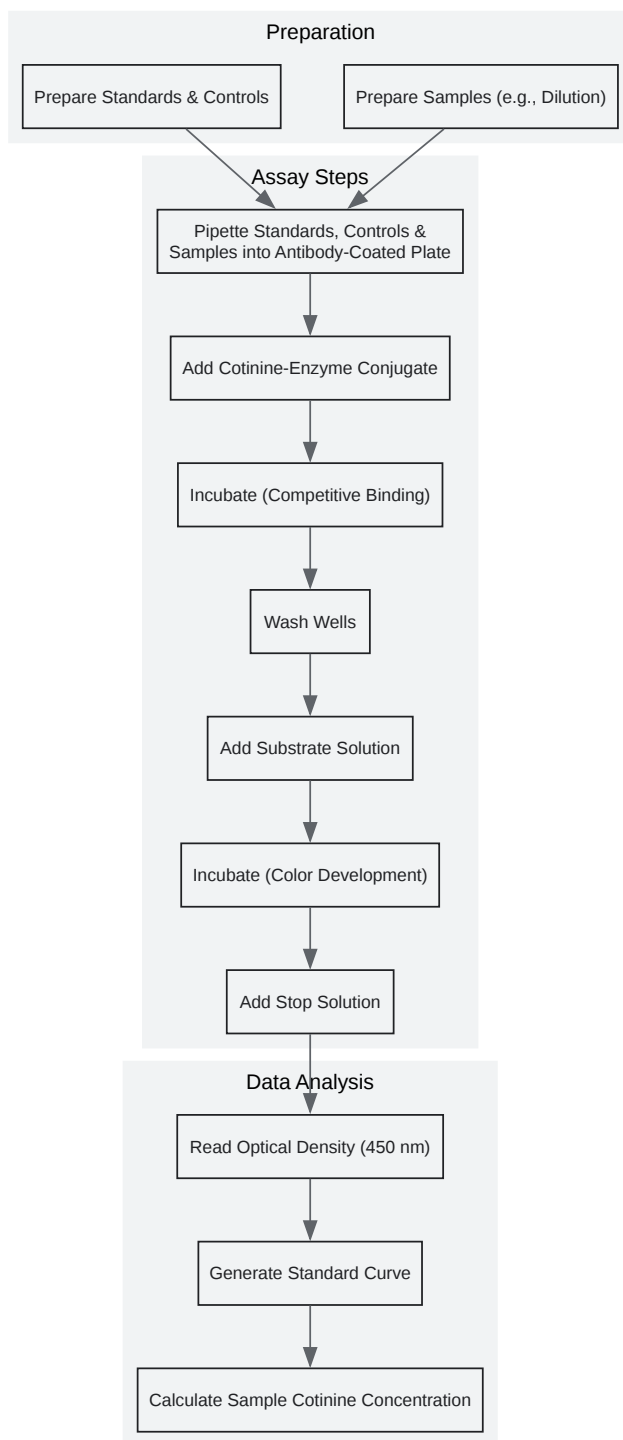 Preparation
Prepare Standards & Controls
Prepare Samples (e.g., Dilution)
Assay Steps
Pipette Standards, Controls &
Samples into Antibody-Coated Plate
Add Cotinine-Enzyme Conjugate
Incubate (Competitive Binding)
Wash Wells
Add Substrate Solution
Incubate (Color Development)
Add Stop Solution
Data Analysis
Read Optical Density (450 nm)
Generate Standard Curve
Calculate Sample Cotinine Concentration